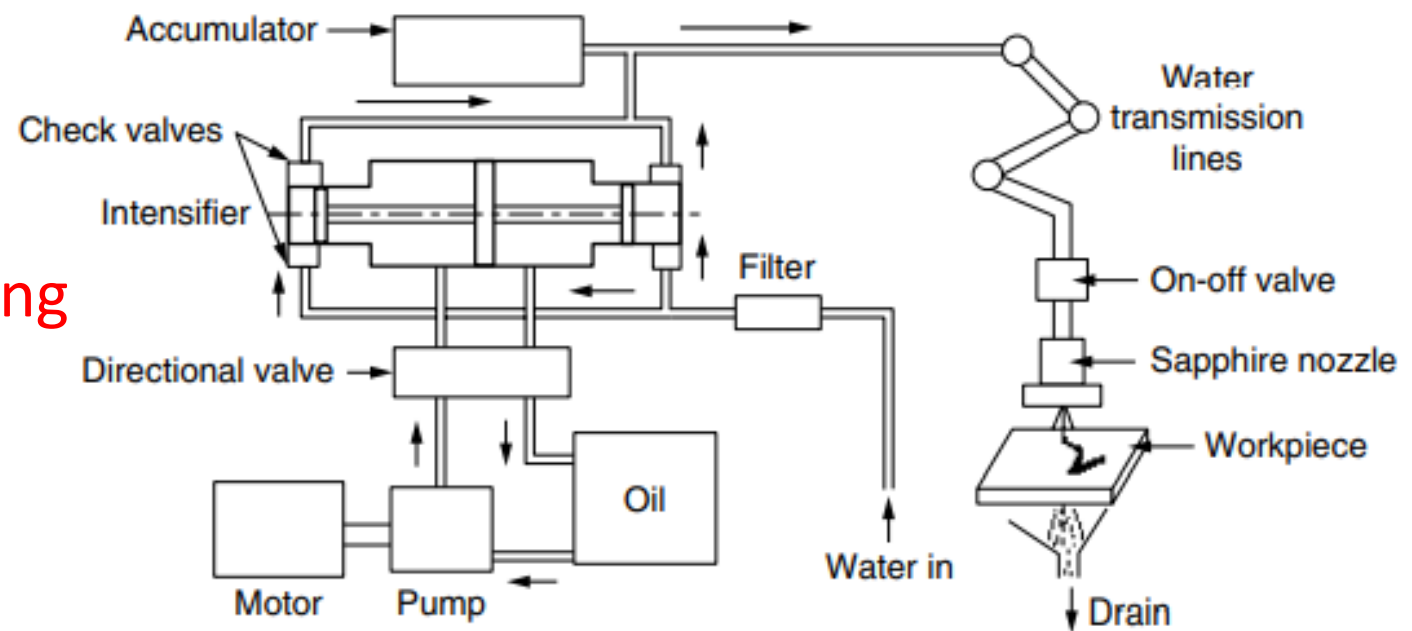 Accumulator
Water
transmission
lines
Check valves
Intensifier
ng
Filter
On-off valve
Directional valve
Sapphire nozzle
Workpiece
Oil
Water in
Motor
Pump
Drain